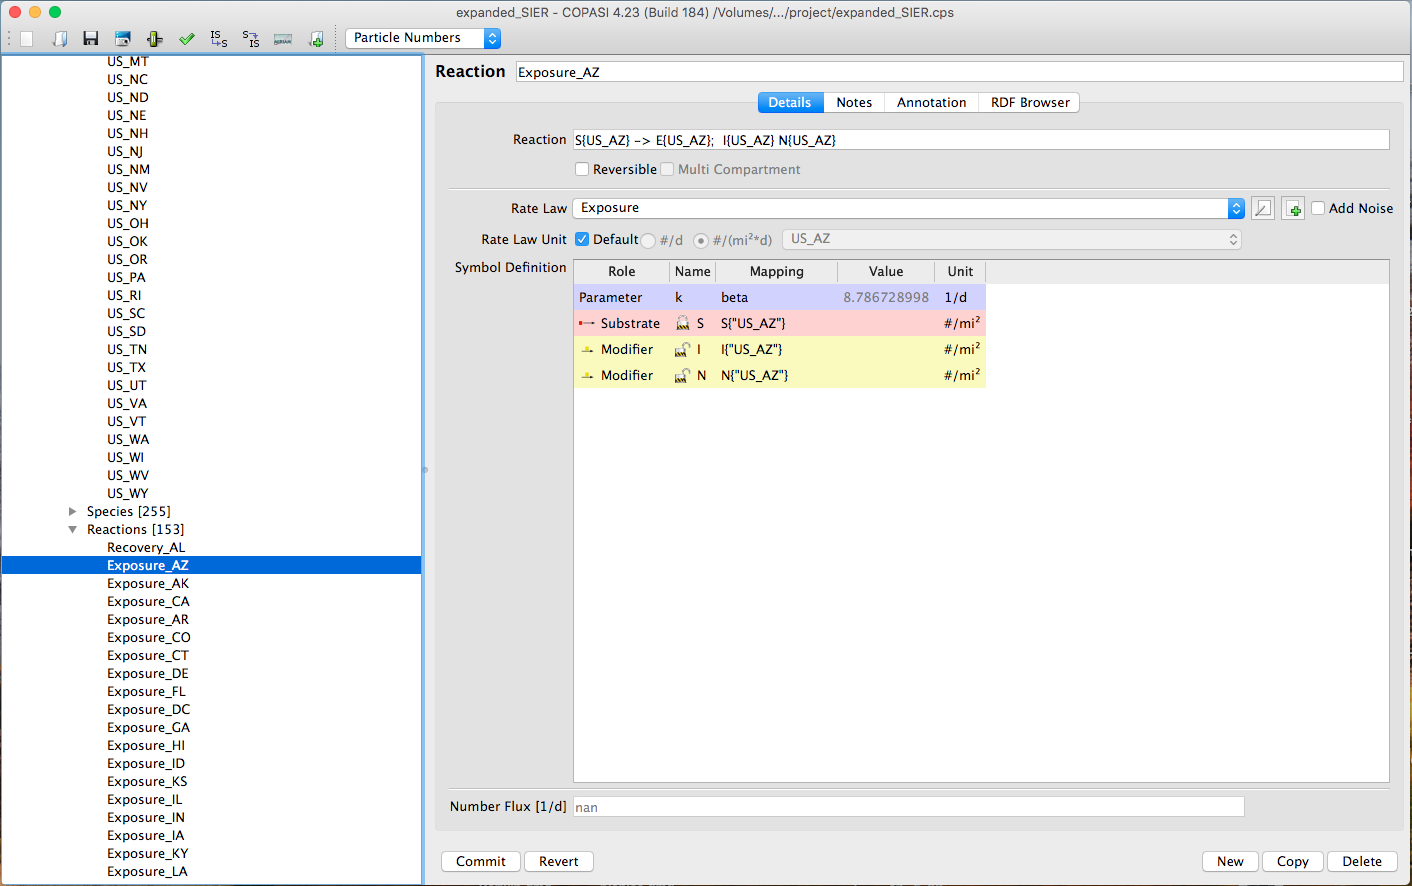 expanded_SIER - COPASI 4.23 (Build 184) /Volumes/.../project/expanded_SIER.cps
IS S
S IS
Particle Numbers
US_MT
US_NC
US_ND
US_NE
US_NH
US_NJ
US_NM
US_NV
US_NY
US_OH
US_OK
US_OR
US_PA
US_RI
US_SC
US_SD
US_TN
US_TX
US_UT
US_VA
US_VT
US_WA
US_WI
US_WV
US_WY
Species [255]
Reactions [153]
Recovery_AL
Exposure_AZ
Exposure_AK
Exposure_CA
Exposure_AR
Exposure_CO
Exposure_CT
Exposure_DE
Exposure_FL
Exposure_DC
Exposure_GA
Exposure_HI
Exposure_ID
Exposure_KS
Exposure_IL
Exposure_IN
Exposure_IA
Exposure_KY
Exposure_LA
Reaction Exposure_AZ
Details Notes Annotation RDF Browser
Reaction S{US_AZ} -> E{US_AZ}; I{US_AZ} N{US_AZ}
Reversible Multi Compartment
Rate Law Exposure Add Noise
Rate Law Unit Default #/d #/(mi²*d) US_AZ
Symbol Definition Role Name Mapping Value Unit
Parameter k beta 8.786728998 1/d
Substrate S S{"US_AZ"} #/mi²
Modifier I I{"US_AZ"} #/mi²
Modifier N N{"US_AZ"} #/mi²
Number Flux [1/d] nan
Commit Revert New Copy Delete